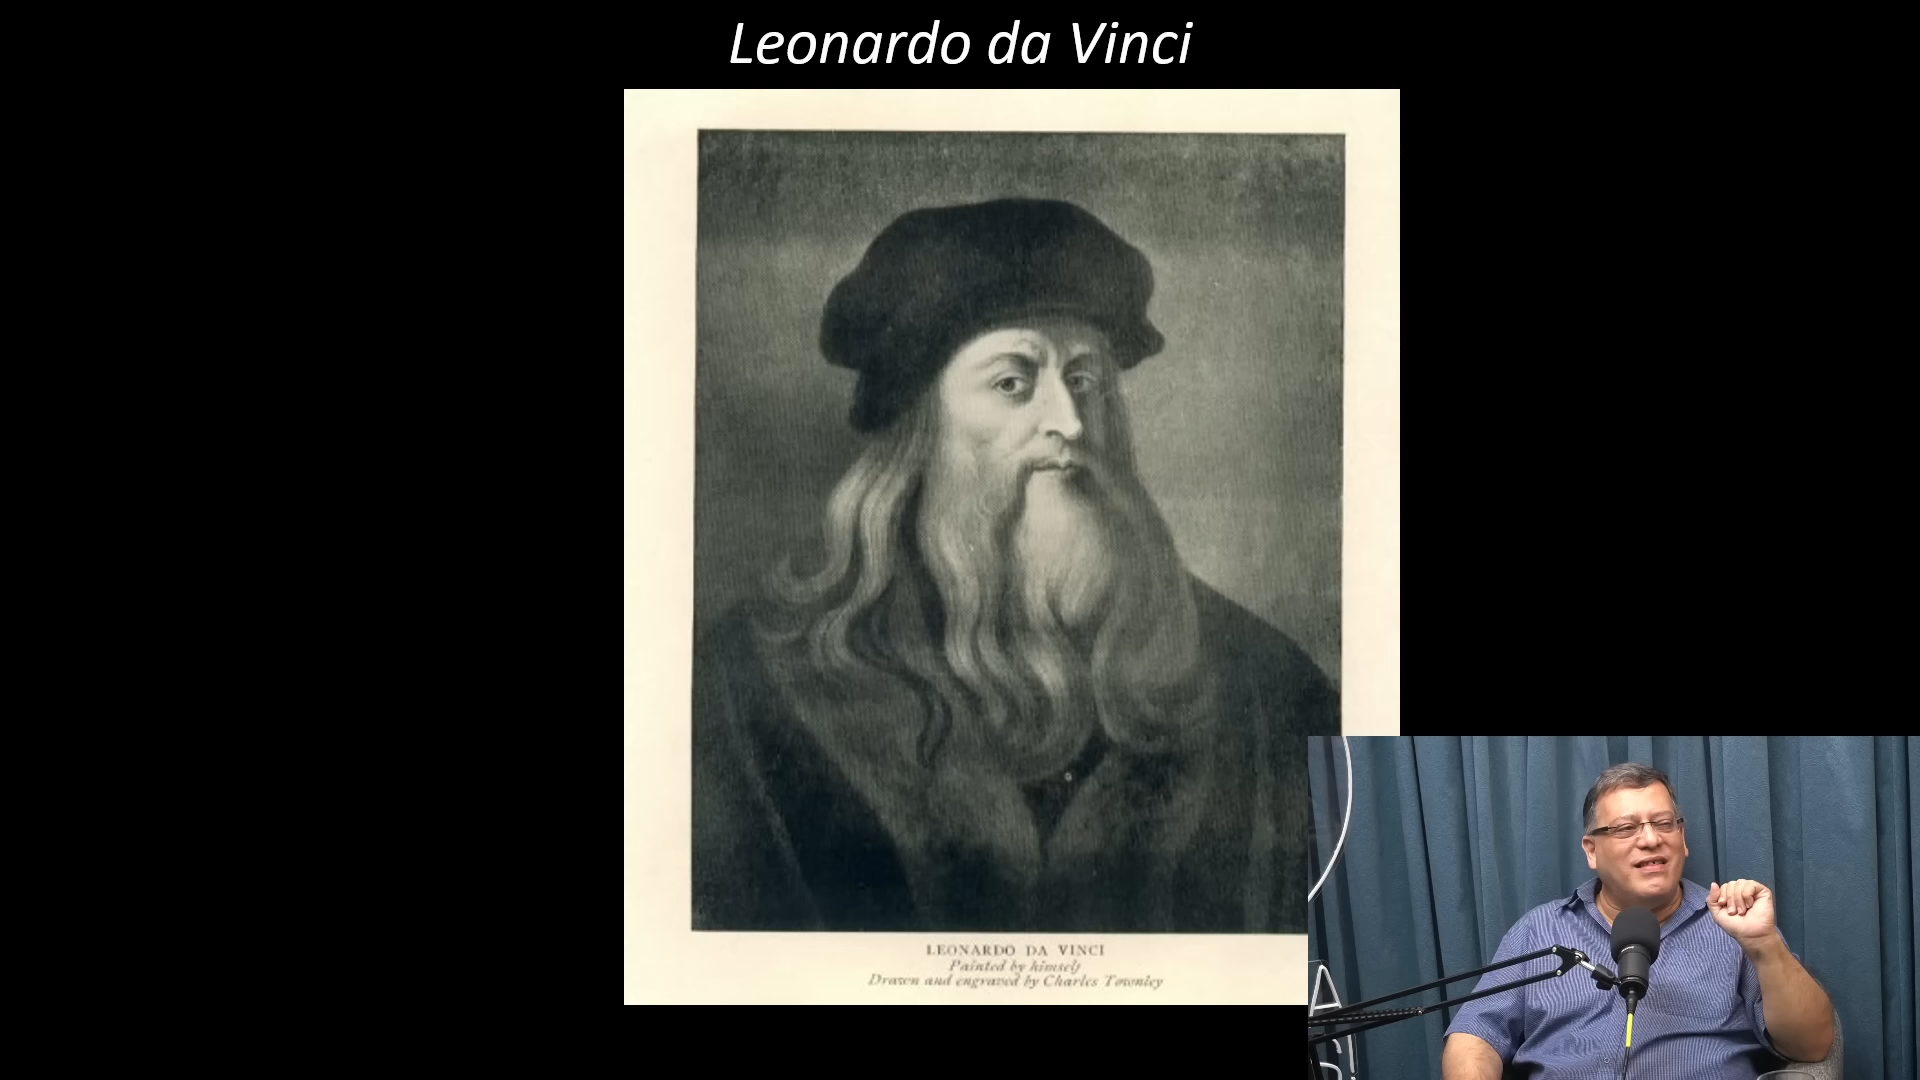 Leonardo da Vinci
LEONARDO DA VINCI
Painted by himself
Drawn and engraved by Charles Townley
A